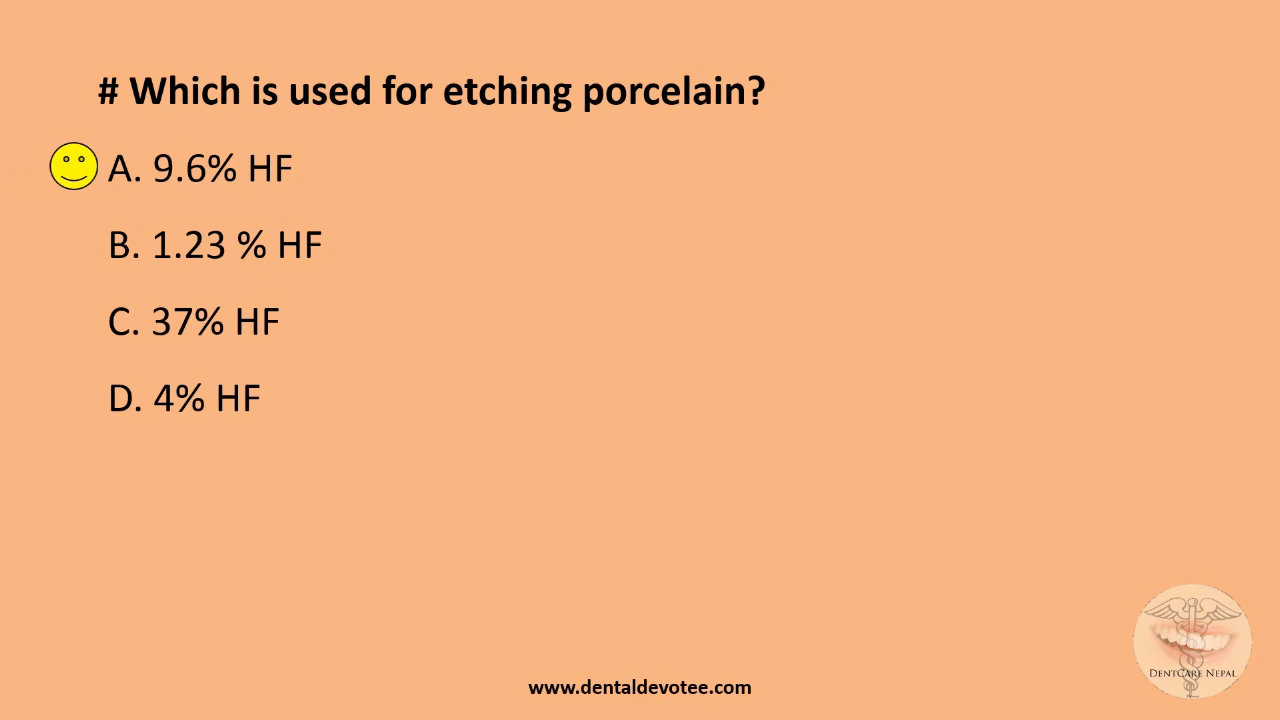 # Which is used for etching porcelain?
A. 9.6% HF
B. 1.23 % HF
C. 37% HF
D. 4% HF
DENTCARE NEPAL
www.dentaldevotee.com